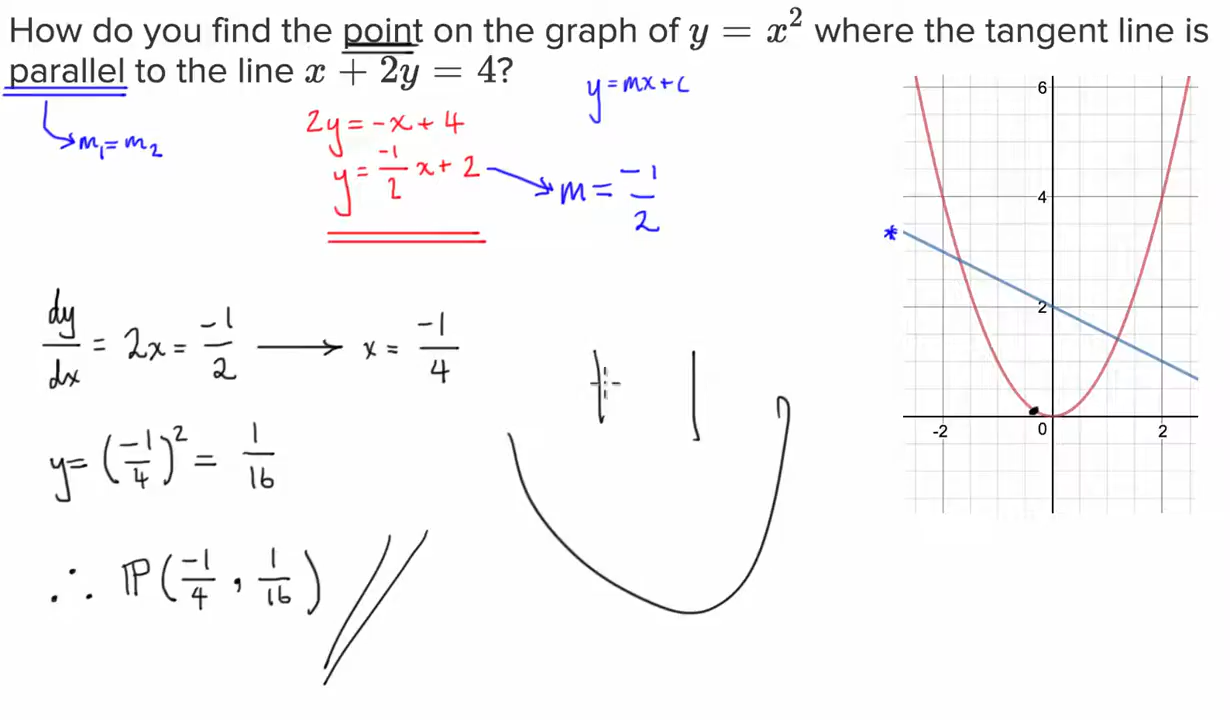 How do you find the point on the graph of y = x² where the tangent line is
parallel to the line x + 2y = 4?
y = mx + c
m₁ = m₂
2y = -x + 4
y = -1/2 x + 2
m = -1/2
dy/dx = 2x = -1/2 → x = -1/4
y = (-1/4)² = 1/16
∴ P(-1/4, 1/16)
6
4
*
2
-2 0 2